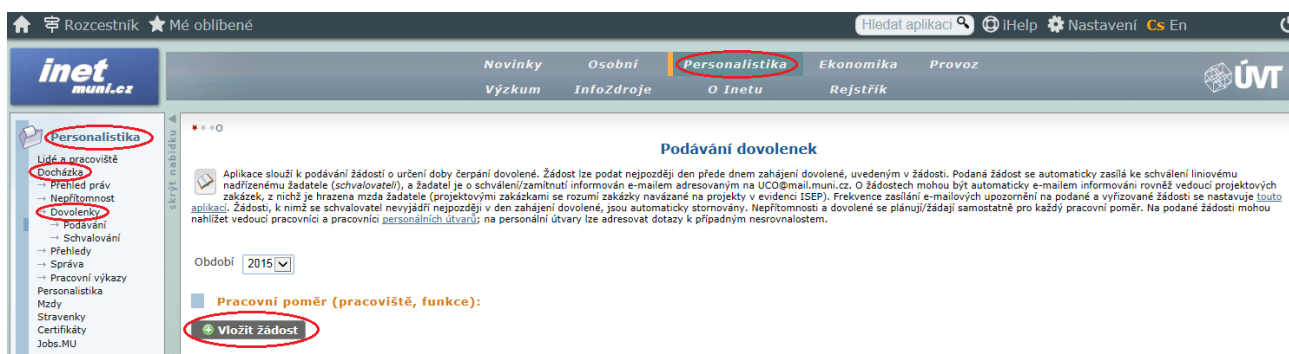 Rozcestník Mé oblíbené Hledat aplikaci iHelp Nastavení Cs En
inet
muni.cz
Novinky Osobní Personalistika Ekonomika Provoz
Výzkum InfoZdroje O Inetu Rejstřík
ÚVT
Personalistika
Lidé a pracoviště
Docházka
→ Přehled práv
→ Nepřítomnost
→ Dovolenky
→ Podávání
→ Schvalování
→ Přehledy
→ Správa
→ Pracovní výkazy
Personalistika
Mzdy
Stravenky
Certifikáty
Jobs.MU
skrýt nabídku
Podávání dovolenek
Aplikace slouží k podávání žádostí o určení doby čerpání dovolené. Žádost lze podat nejpozději den přede dnem zahájení dovolené, uvedeným v žádosti. Podaná žádost se automaticky zasílá ke schválení liniovému
nadřízenému žadatele (schvalovateli), a žadatel je o schválení/zamítnutí informován e-mailem adresovaným na UCO@mail.muni.cz. O žádostech mohou být automaticky e-mailem informováni rovněž vedoucí projektových
zakázek, z nichž je hrazena mzda žadatele (projektovými zakázkami se rozumí zakázky navázané na projekty v evidenci ISEP). Frekvence zasílání e-mailových upozornění na podané a vyřizované žádosti se nastavuje touto
aplikací. Žádosti, k nimž se schvalovatel nevyjádří nejpozději v den zahájení dovolené, jsou automaticky stornovány. Nepřítomnosti a dovolené se plánují/žádají samostatně pro každý pracovní poměr. Na podané žádosti mohou
nahlížet vedoucí pracovníci a pracovníci personálních útvarů; na personální útvary lze adresovat dotazy k případným nesrovnalostem.
Období 2015
Pracovní poměr (pracoviště, funkce):
Vložit žádost